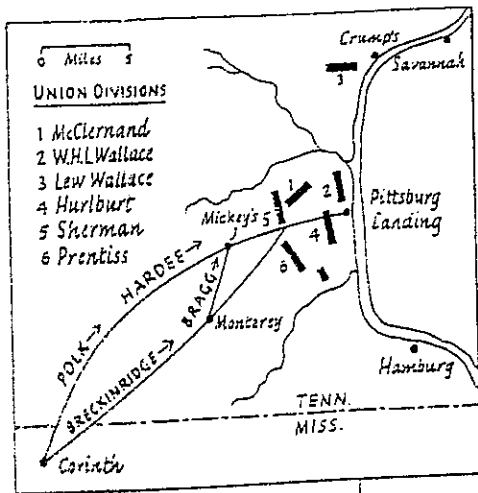 0 Miles 5
UNION DIVISIONS
1 McClernand
2 W.H.L Wallace
3 Lew Wallace
4 Hurlburt
5 Sherman
6 Prentiss
Crump's
Savannah
3
1
2
5
4
6
Pittsburg
Landing
Mickey's
HARDEE →
POLK →
BRAGG →
BRECKINRIDGE →
Monterey
Hamburg
TENN.
MISS.
Corinth